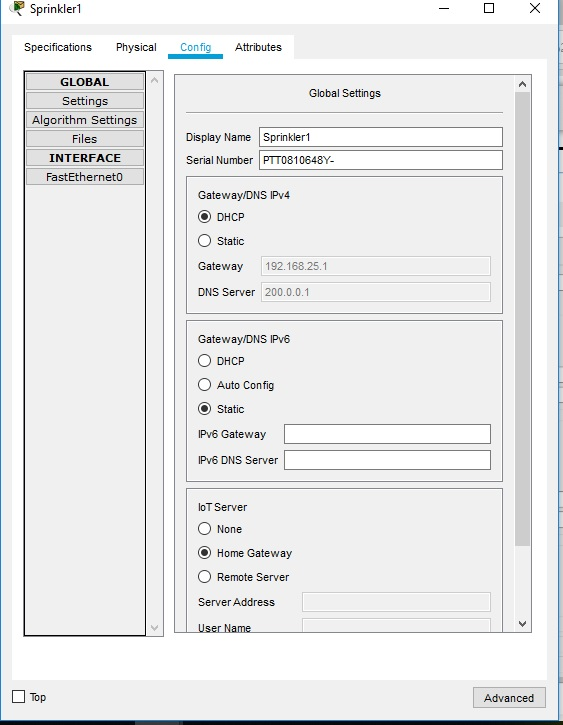 Sprinkler1
Specifications Physical Config Attributes
GLOBAL
Settings
Algorithm Settings
Files
INTERFACE
FastEthernet0
Global Settings
Display Name Sprinkler1
Serial Number PTT0810648Y-
Gateway/DNS IPv4
DHCP
Static
Gateway 192.168.25.1
DNS Server 200.0.0.1
Gateway/DNS IPv6
DHCP
Auto Config
Static
IPv6 Gateway
IPv6 DNS Server
IoT Server
None
Home Gateway
Remote Server
Server Address
User Name
Top
Advanced